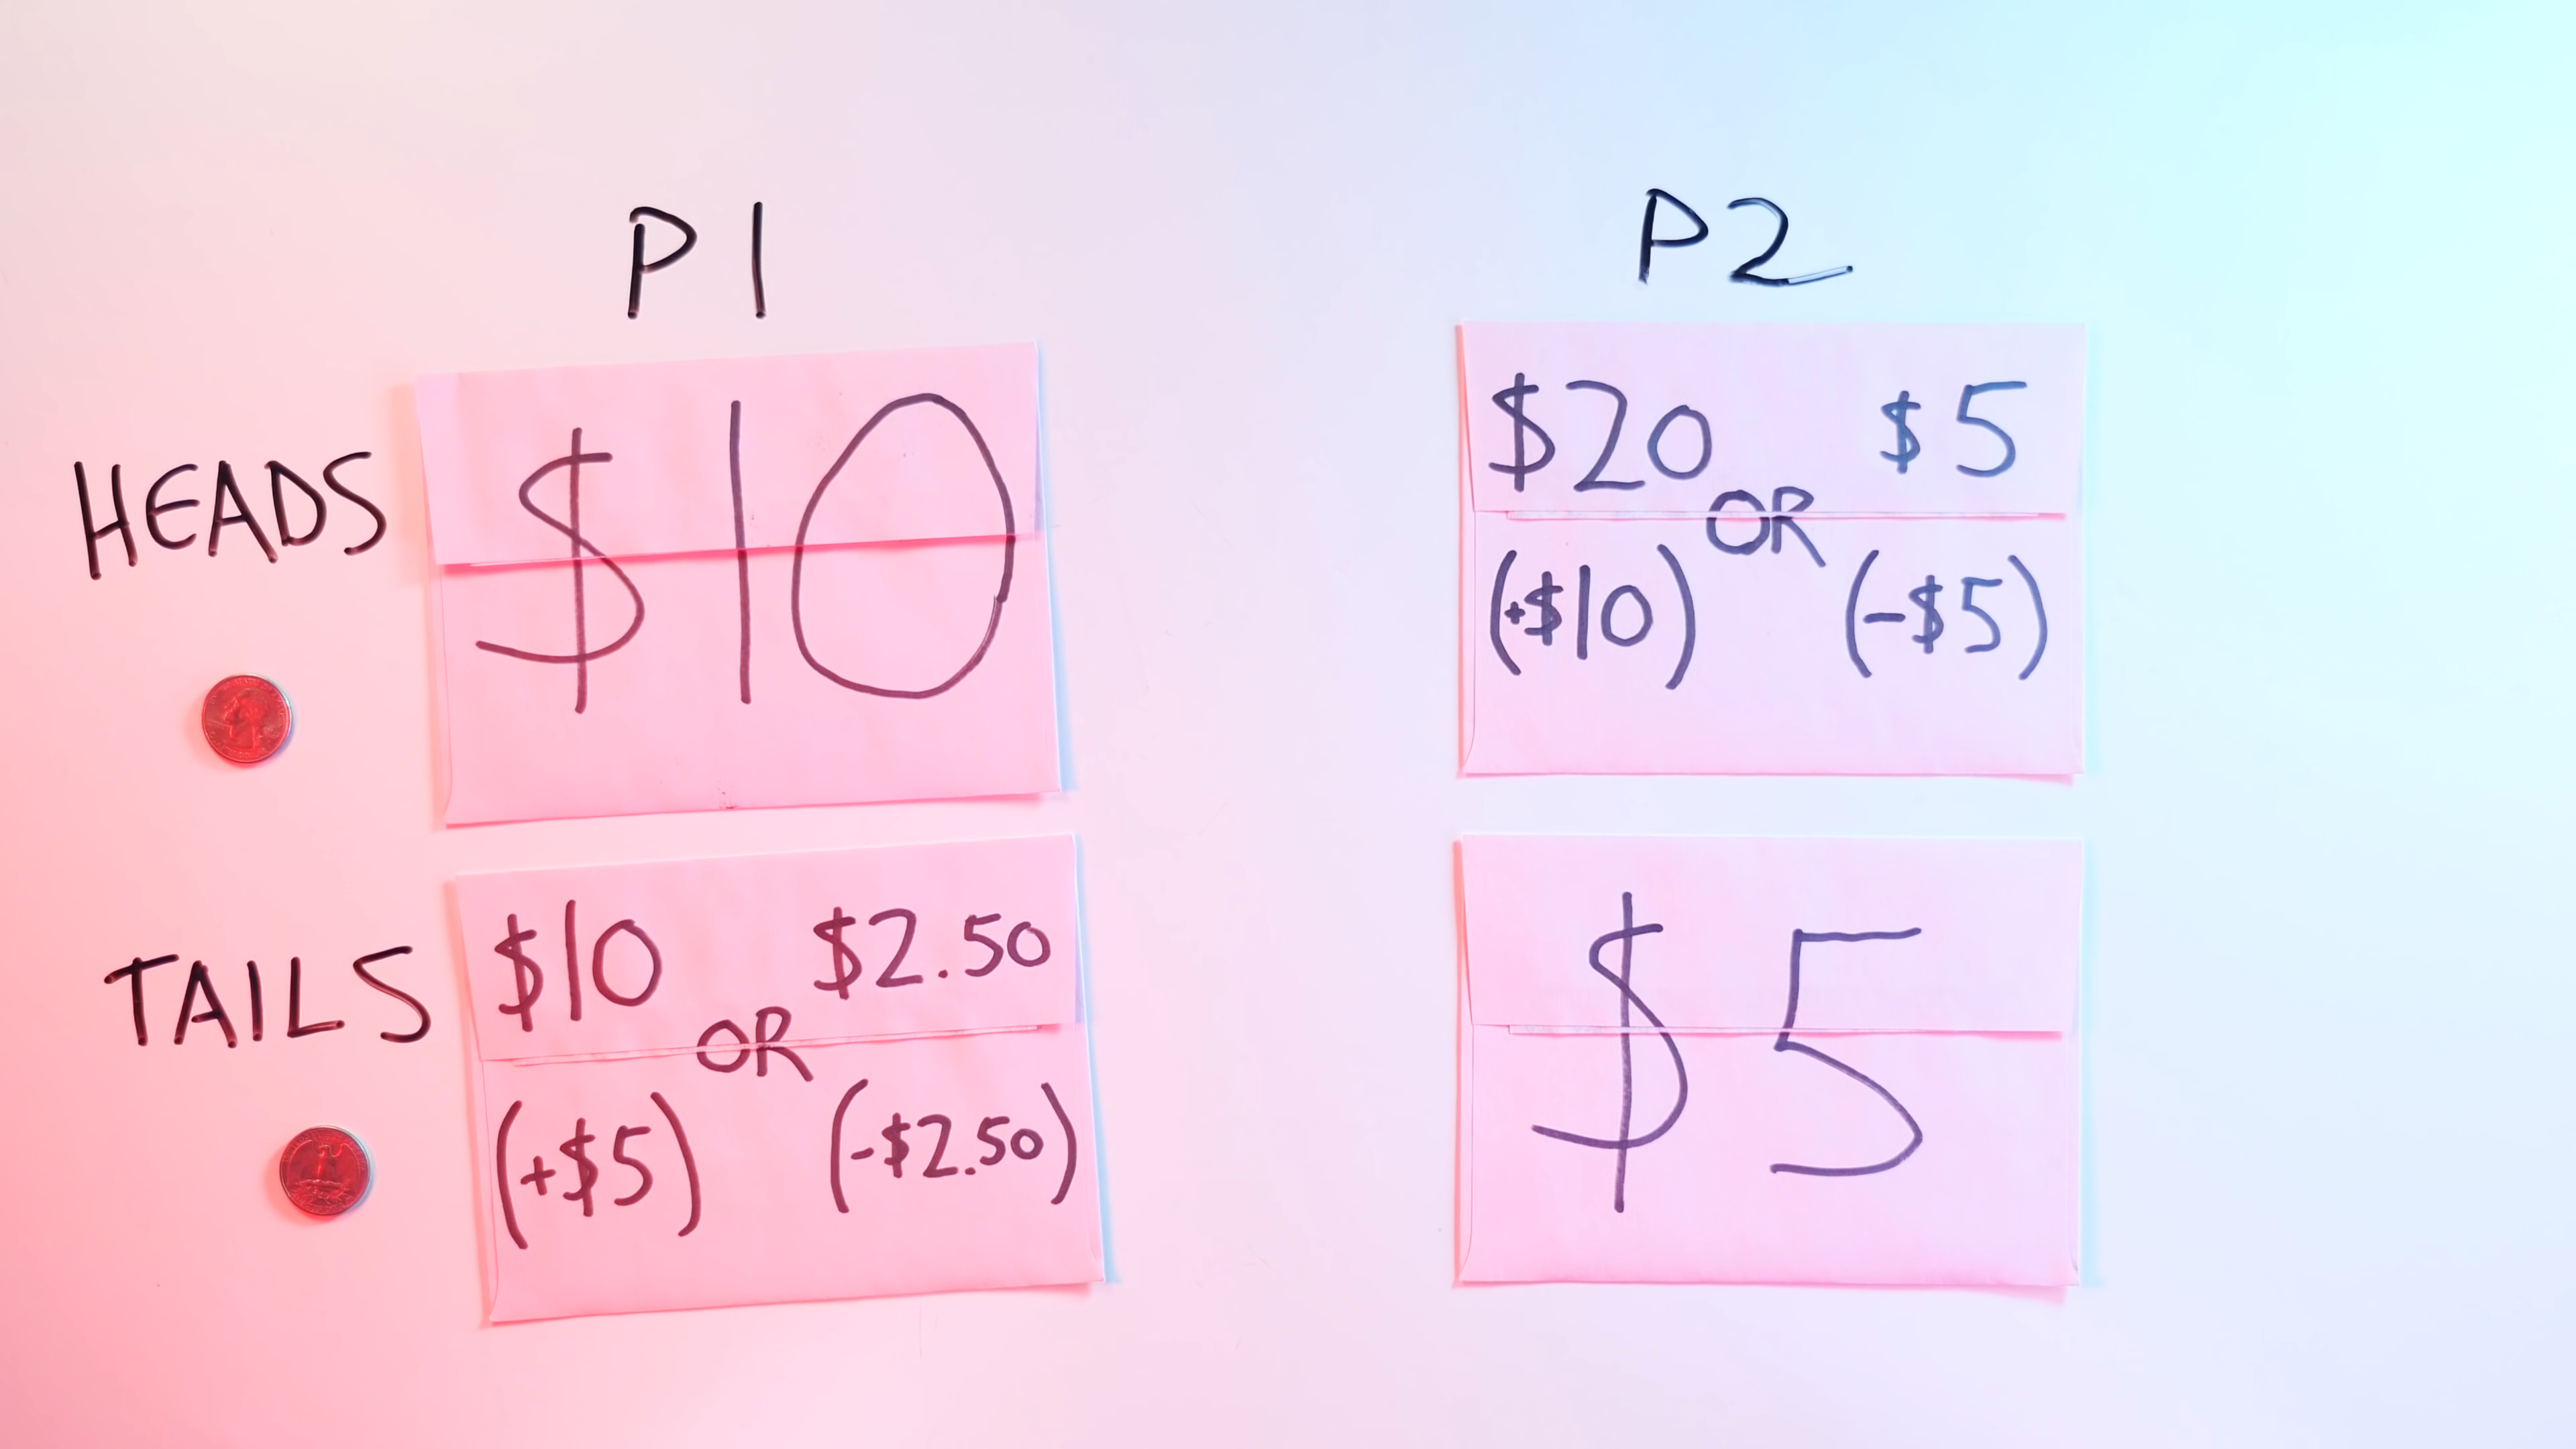 P1
P2
HEADS
$10
$20 OR $5
(+$10) (-$5)
TAILS
$10 OR $2.50
(+$5) (-$2.50)
$5